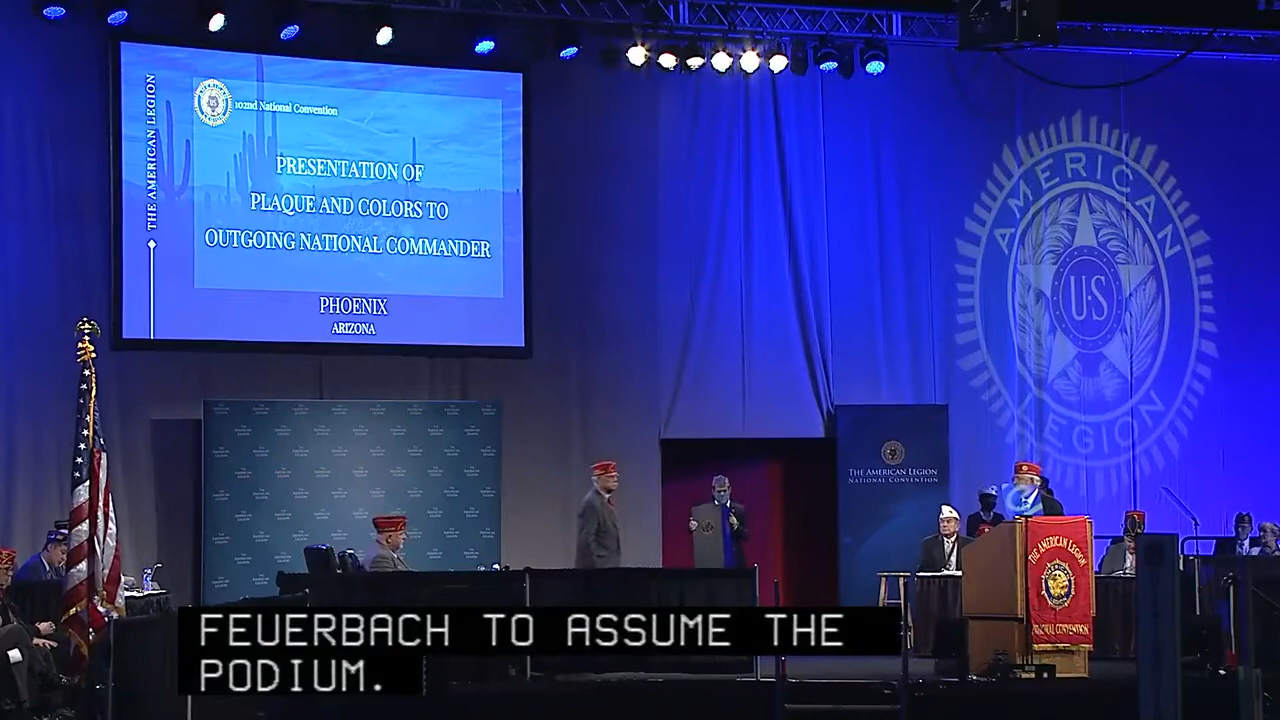 THE AMERICAN LEGION
102nd National Convention
PRESENTATION OF
PLAQUE AND COLORS TO
OUTGOING NATIONAL COMMANDER
PHOENIX
ARIZONA
AMERICAN
LEGION
US
THE AMERICAN LEGION
NATIONAL CONVENTION
THE AMERICAN LEGION
NATIONAL CONVENTION
FEUERBACH TO ASSUME THE
PODIUM.